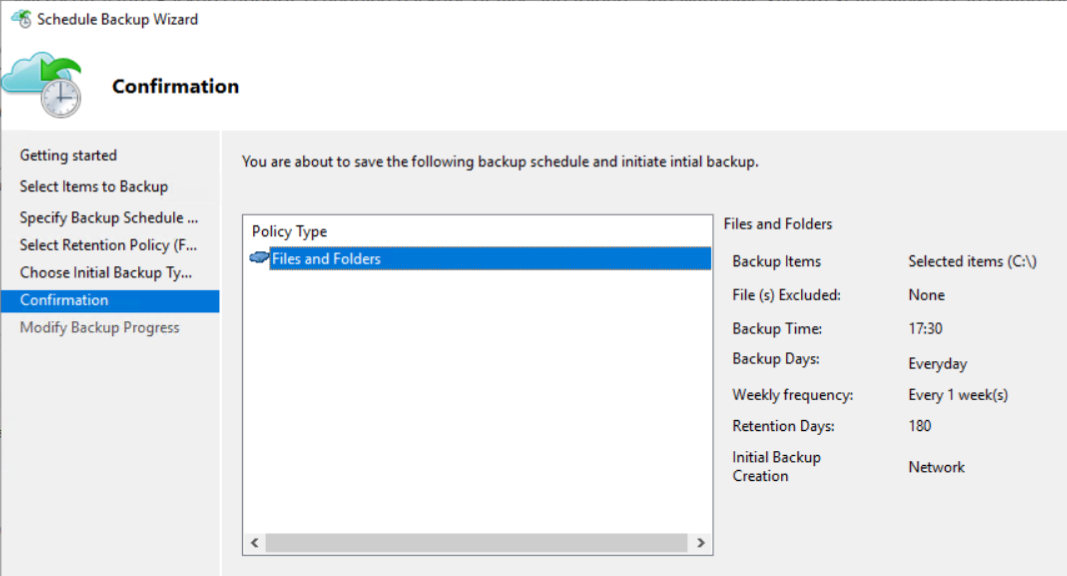 Schedule Backup Wizard
Confirmation
Getting started
Select Items to Backup
Specify Backup Schedule ...
Select Retention Policy (F...
Choose Initial Backup Ty...
Confirmation
Modify Backup Progress
You are about to save the following backup schedule and initiate intial backup.
Policy Type
Files and Folders
Files and Folders
Backup Items Selected items (C:\)
File (s) Excluded: None
Backup Time: 17:30
Backup Days: Everyday
Weekly frequency: Every 1 week(s)
Retention Days: 180
Initial Backup
Creation Network